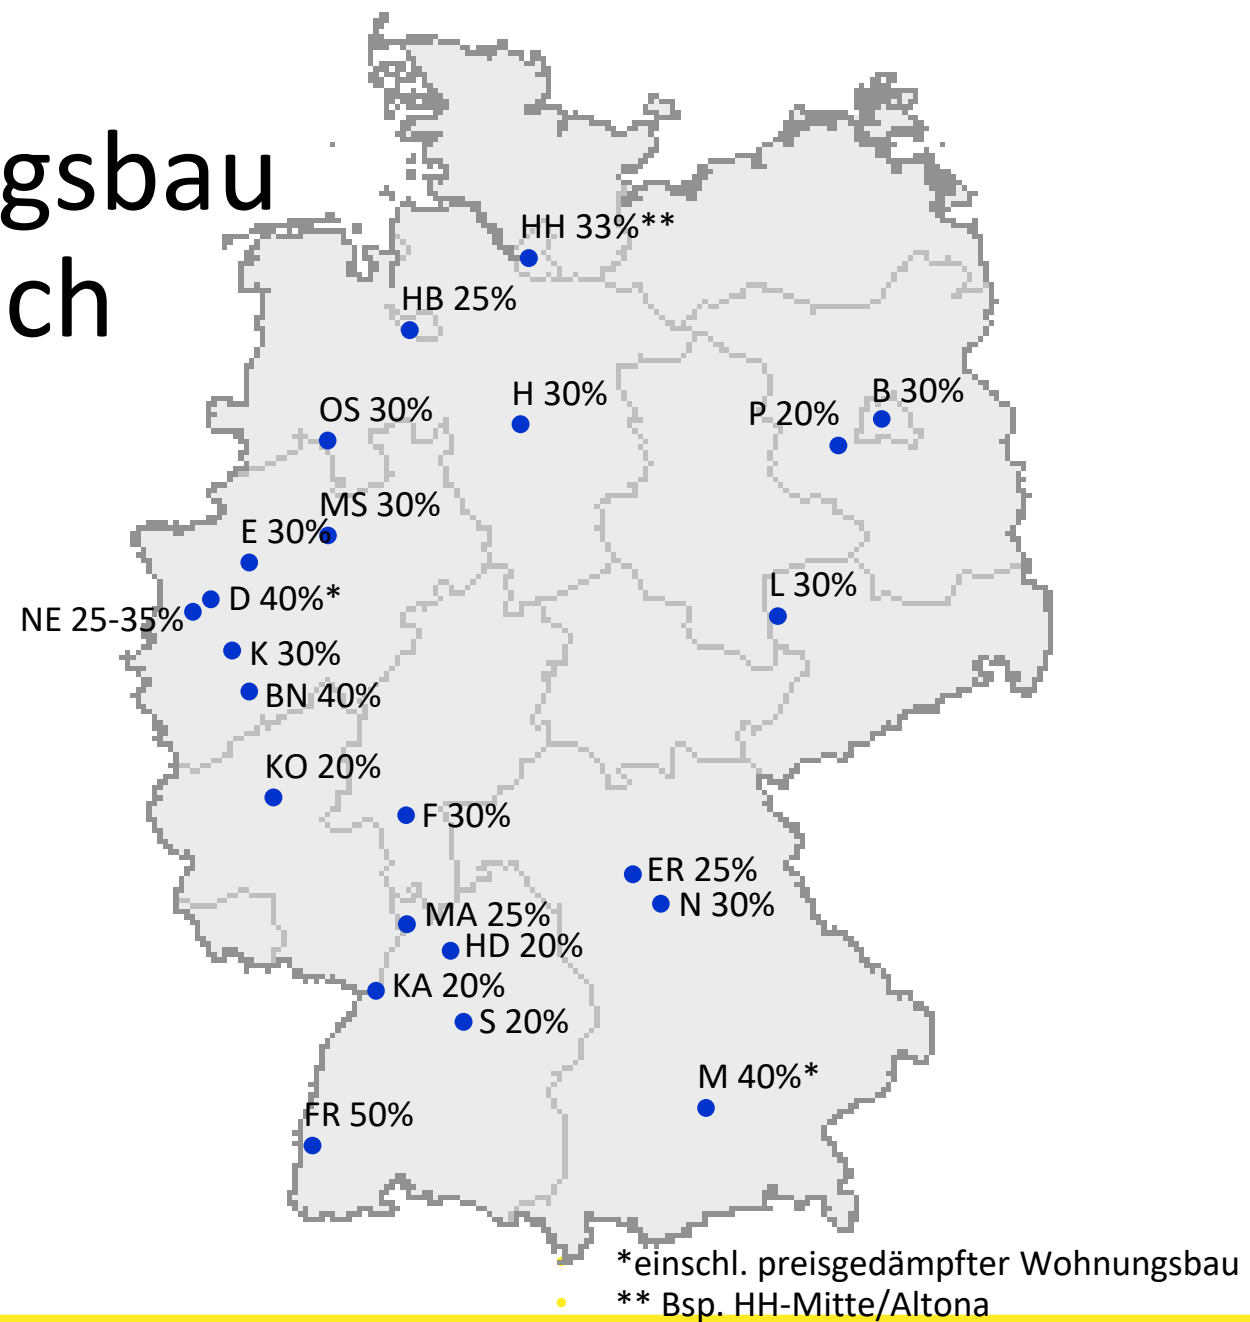 gsbau
ch
HH 33%**
HB 25%
H 30%
OS 30%
B 30%
P 20%
MS 30%
E 30%
L 30%
D 40%*
NE 25-35%
K 30%
BN 40%
KO 20%
F 30%
ER 25%
N 30%
MA 25%
HD 20%
KA 20%
S 20%
M 40%*
FR 50%
*einschl. preisgedämpfter Wohnungsbau
** Bsp. HH-Mitte/Altona